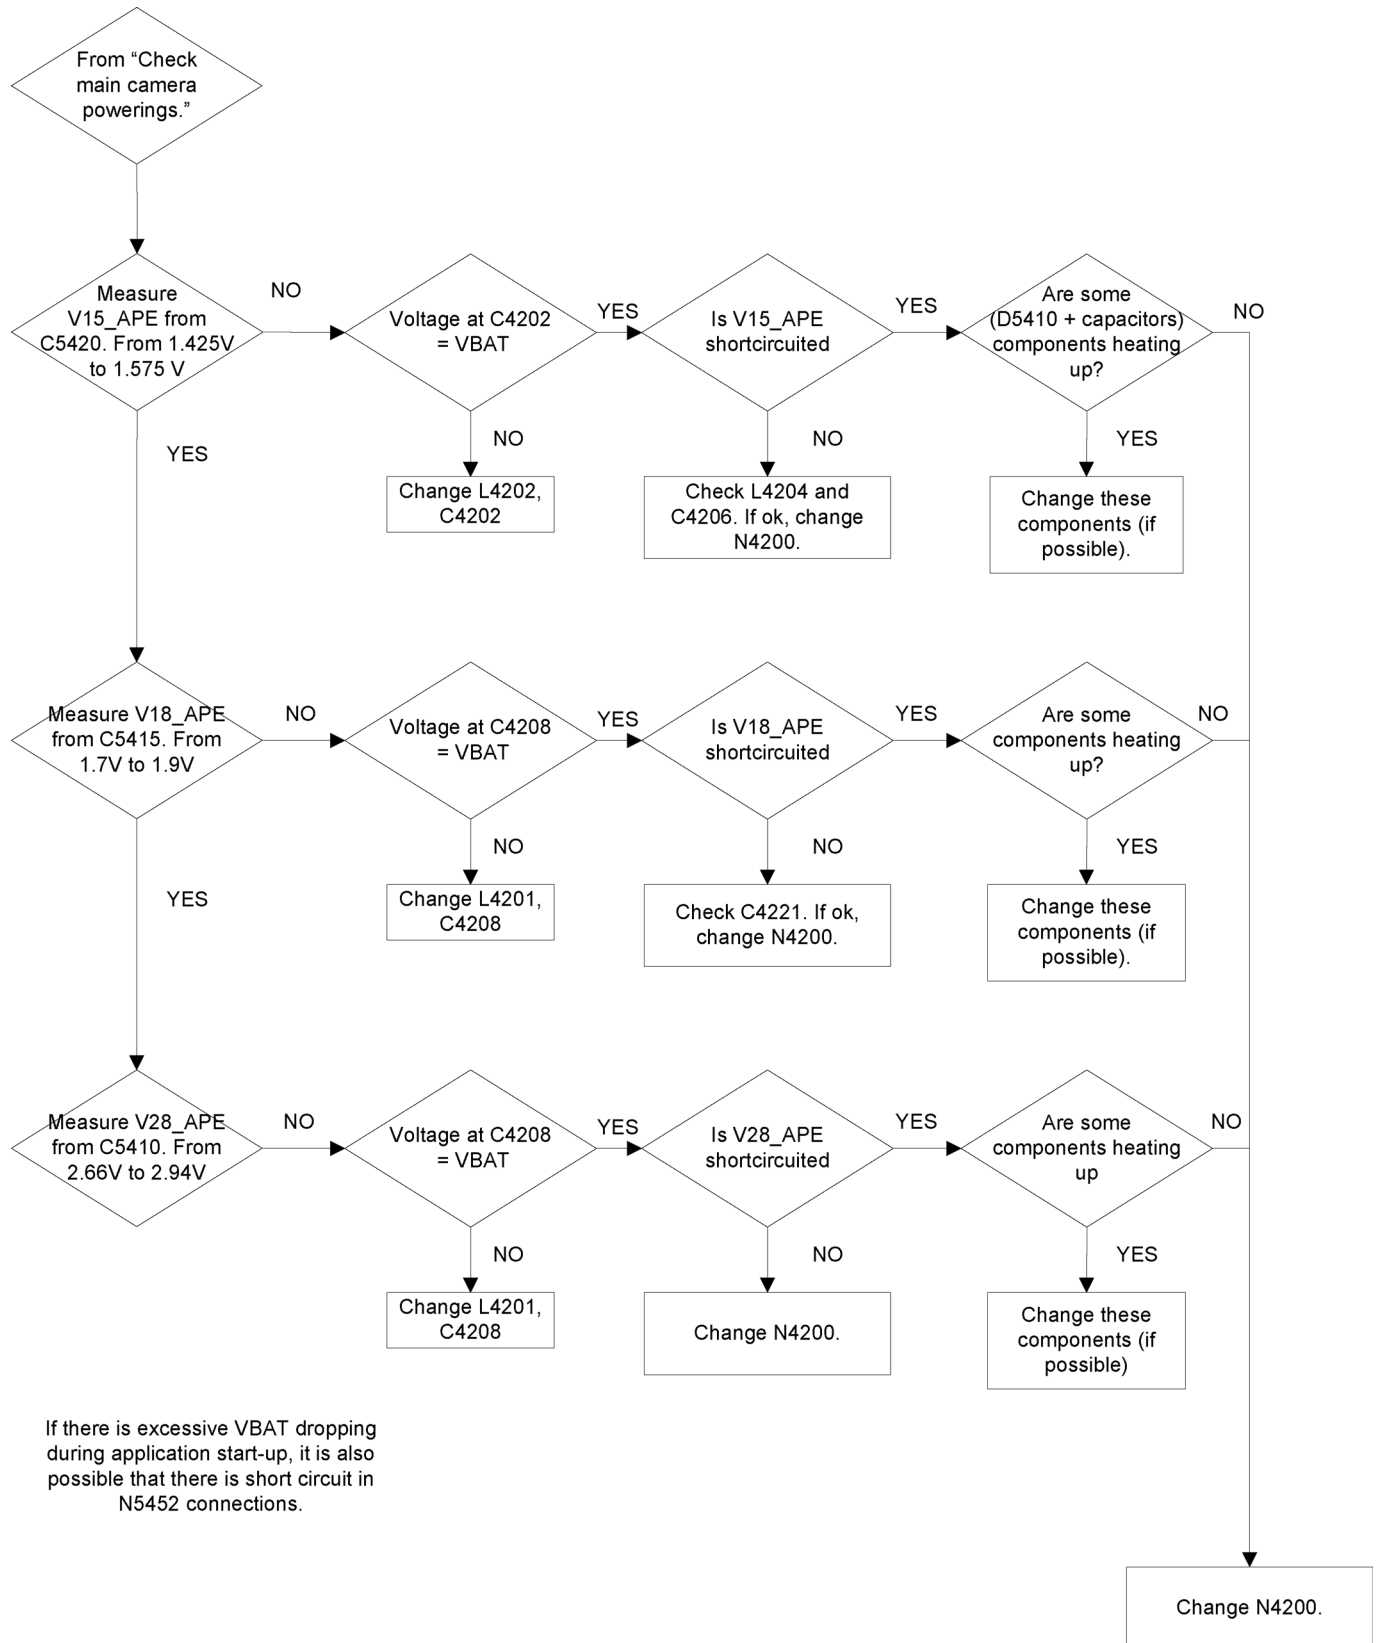 From “Check
main camera
powerings.”
Measure
V15_APE from
C5420. From 1.425V
to 1.575 V
NO
Voltage at C4202
= VBAT
YES
Is V15_APE
shortcircuited
YES
Are some
(D5410 + capacitors)
components heating
up?
NO
YES
NO
Change L4202,
C4202
NO
Check L4204 and
C4206. If ok, change
N4200.
YES
Change these
components (if
possible).
Measure V18_APE
from C5415. From
1.7V to 1.9V
NO
Voltage at C4208
= VBAT
YES
Is V18_APE
shortcircuited
YES
Are some
components heating
up?
NO
YES
NO
Change L4201,
C4208
NO
Check C4221. If ok,
change N4200.
YES
Change these
components (if
possible).
Measure V28_APE
from C5410. From
2.66V to 2.94V
NO
Voltage at C4208
= VBAT
YES
Is V28_APE
shortcircuited
YES
Are some
components heating
up
NO
NO
Change L4201,
C4208
NO
Change N4200.
YES
Change these
components (if
possible)
If there is excessive VBAT dropping
during application start-up, it is also
possible that there is short circuit in
N5452 connections.
Change N4200.